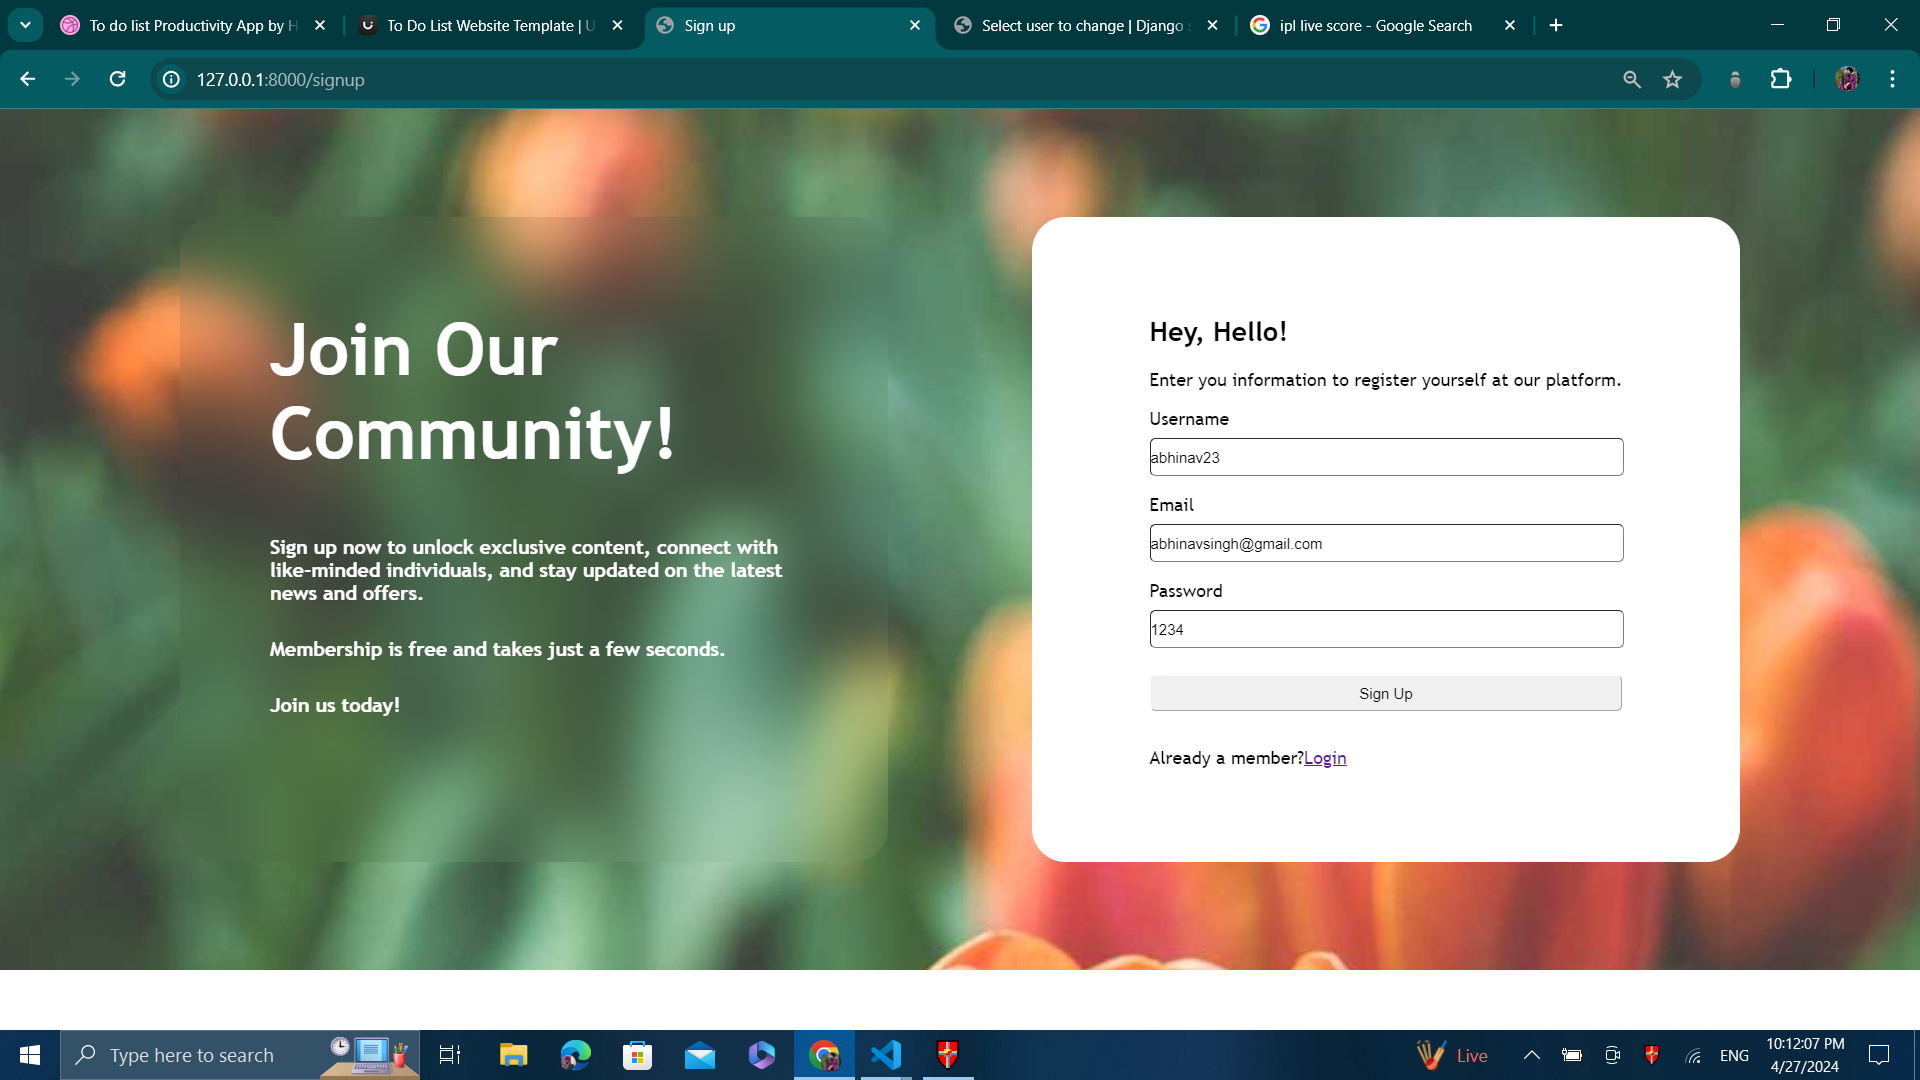 To do list Productivity App by H
To Do List Website Template | U
Sign up
Select user to change | Django s
ipl live score - Google Search
127.0.0.1:8000/signup
Join Our
Community!
Sign up now to unlock exclusive content, connect with
like-minded individuals, and stay updated on the latest
news and offers.
Membership is free and takes just a few seconds.
Join us today!
Hey, Hello!
Enter you information to register yourself at our platform.
Username
abhinav23
Email
abhinavsingh@gmail.com
Password
1234
Sign Up
Already a member?Login
Type here to search
Live
ENG
10:12:07 PM
4/27/2024